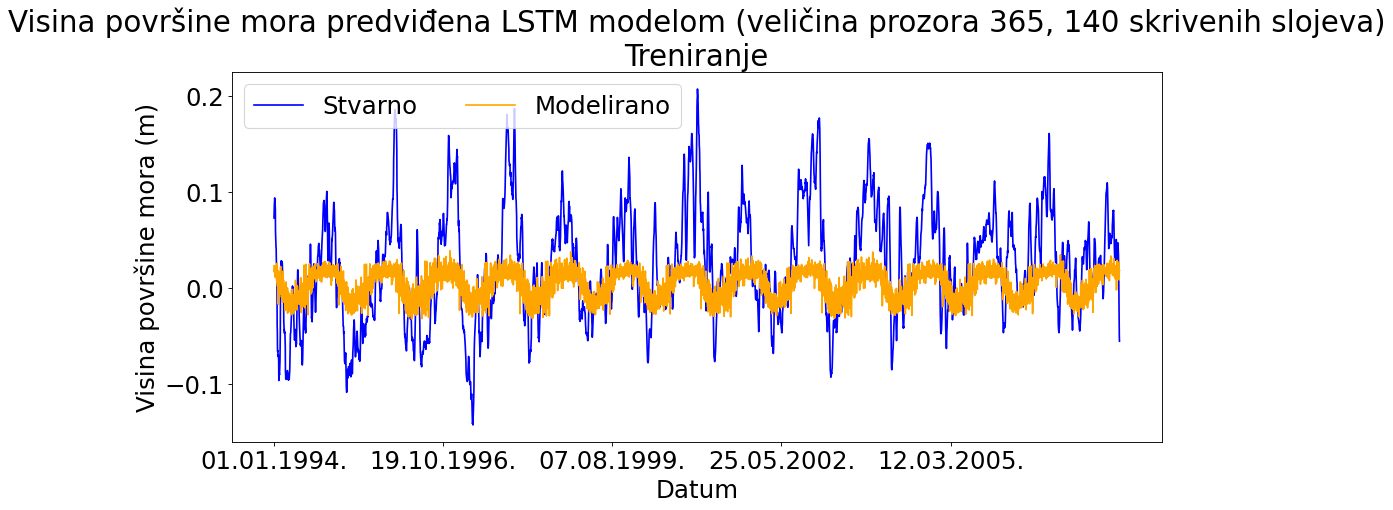 Visina površine mora predviđena LSTM modelom (veličina prozora 365, 140 skrivenih slojeva)
Treniranje
Stvarno
Modelirano
Visina površine mora (m)
0.2
0.1
0.0
−0.1
01.01.1994.
19.10.1996.
07.08.1999.
25.05.2002.
12.03.2005.
Datum